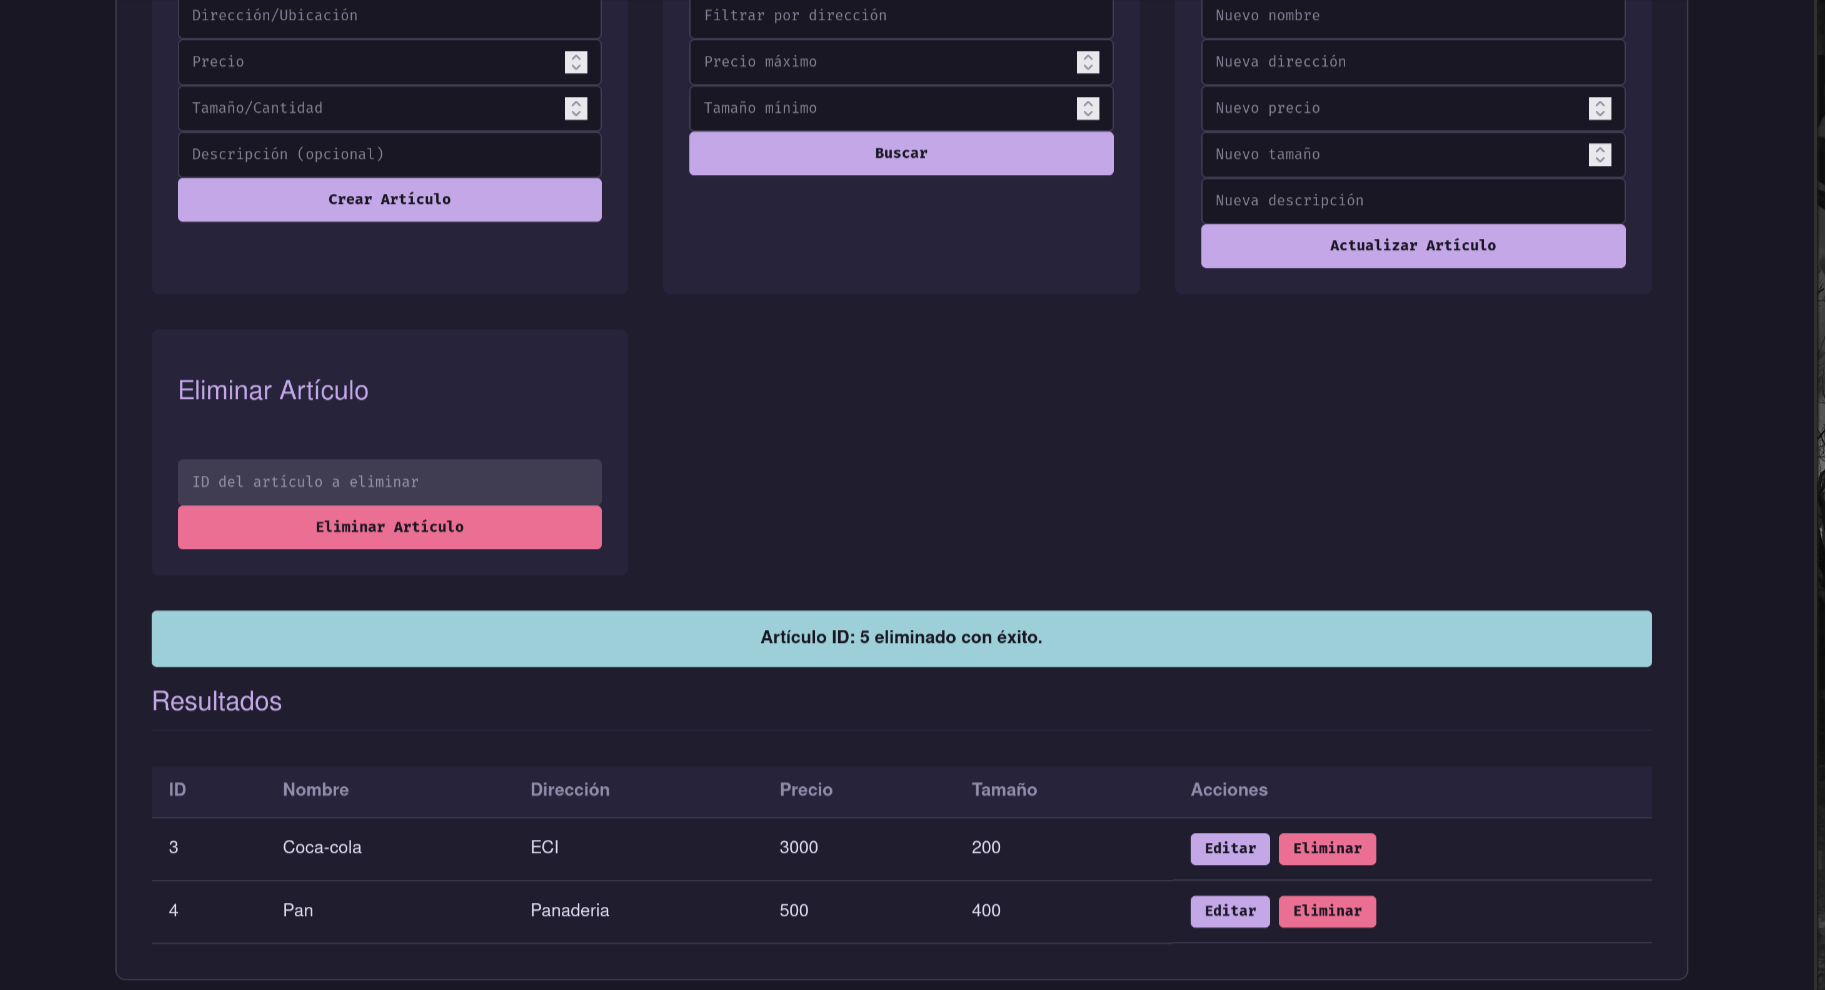 Dirección/Ubicación
Precio
Tamaño/Cantidad
Descripción (opcional)
Crear Artículo
Filtrar por dirección
Precio máximo
Tamaño mínimo
Buscar
Nuevo nombre
Nueva dirección
Nuevo precio
Nuevo tamaño
Nueva descripción
Actualizar Artículo
Eliminar Artículo
ID del artículo a eliminar
Eliminar Artículo
Artículo ID: 5 eliminado con éxito.
Resultados
ID Nombre Dirección Precio Tamaño Acciones
3 Coca-cola ECI 3000 200 Editar Eliminar
4 Pan Panaderia 500 400 Editar Eliminar